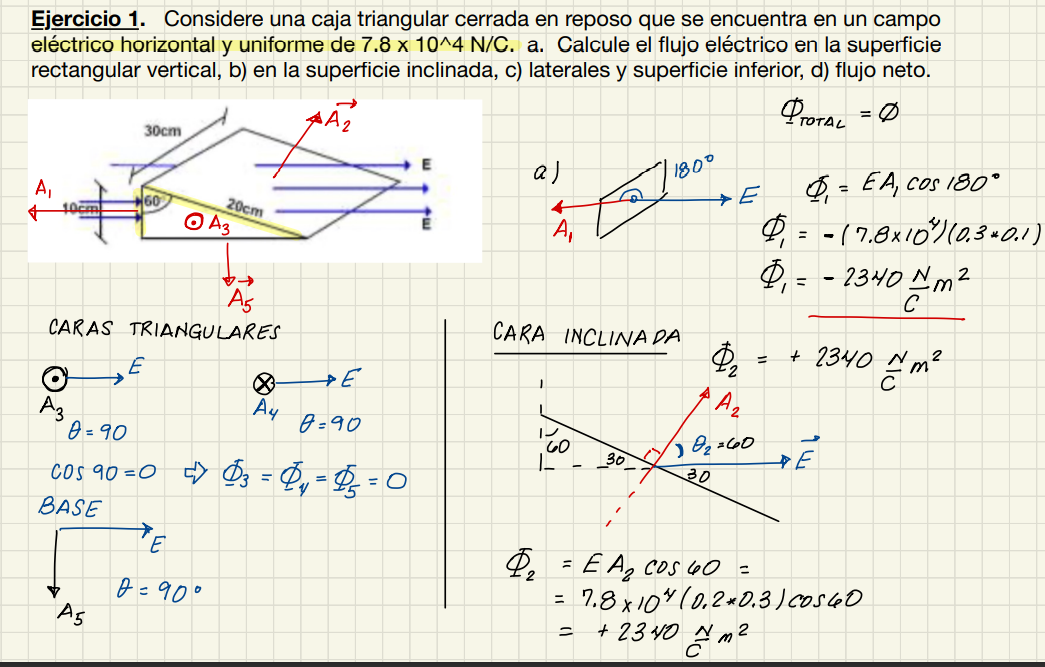 Ejercicio 1. Considere una caja triangular cerrada en reposo que se encuentra en un campo
eléctrico horizontal y uniforme de 7.8 x 10^4 N/C. a. Calcule el flujo eléctrico en la superficie
rectangular vertical, b) en la superficie inclinada, c) laterales y superficie inferior, d) flujo neto.
30cm
A₂
E
A₁
10cm
60°
20cm
A₃
E
A₅
Φ TOTAL = Ø
a)
180°
E
A₁
Φ₁ = EA₁ cos 180°
Φ₁ = -(7.8x10⁴)(0.3*0.1)
Φ₁ = - 2340 N/C m²
CARAS TRIANGULARES
E
A₃
θ = 90
E
A₄
θ = 90
COS 90 = 0 ⇨ Φ₃ = Φ₄ = Φ₅ = 0
BASE
E
θ = 90°
A₅
CARA INCLINADA
Φ₂ = + 2340 N/C m²
A₂
60
30
θ₂ = 60
E
30
Φ₂ = E A₂ cos 60 =
= 7.8 x 10⁴ (0.2*0.3) cos 60
= + 2340 N/C m²